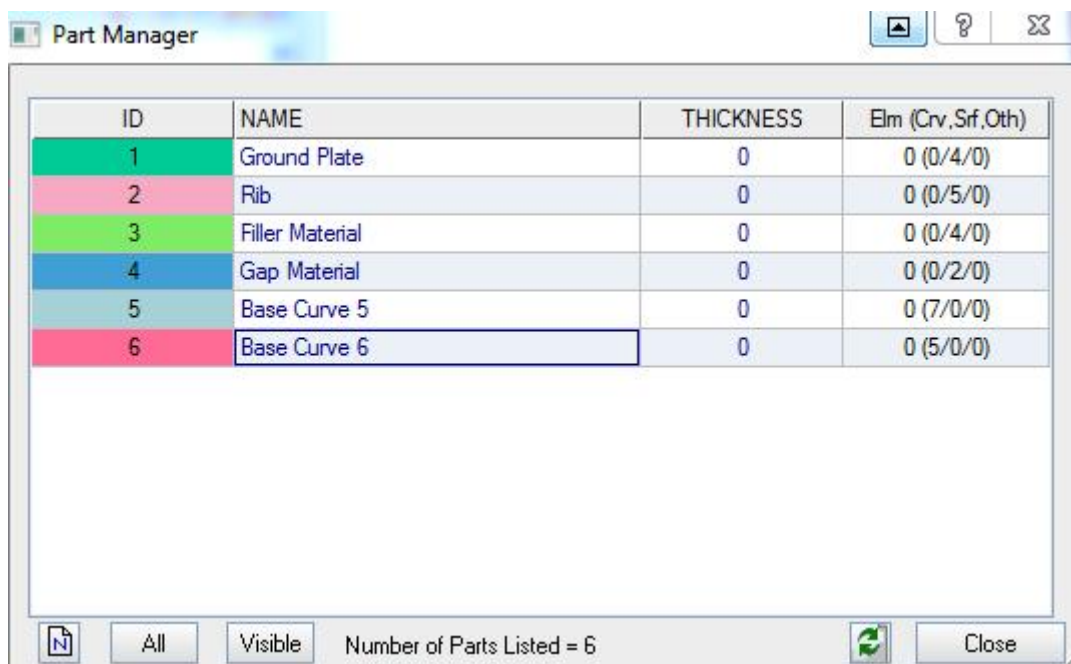 Part Manager
ID NAME THICKNESS Elm (Crv,Srf,Oth)
1 Ground Plate 0 0 (0/4/0)
2 Rib 0 0 (0/5/0)
3 Filler Material 0 0 (0/4/0)
4 Gap Material 0 0 (0/2/0)
5 Base Curve 5 0 0 (7/0/0)
6 Base Curve 6 0 0 (5/0/0)
N All Visible Number of Parts Listed = 6 Close